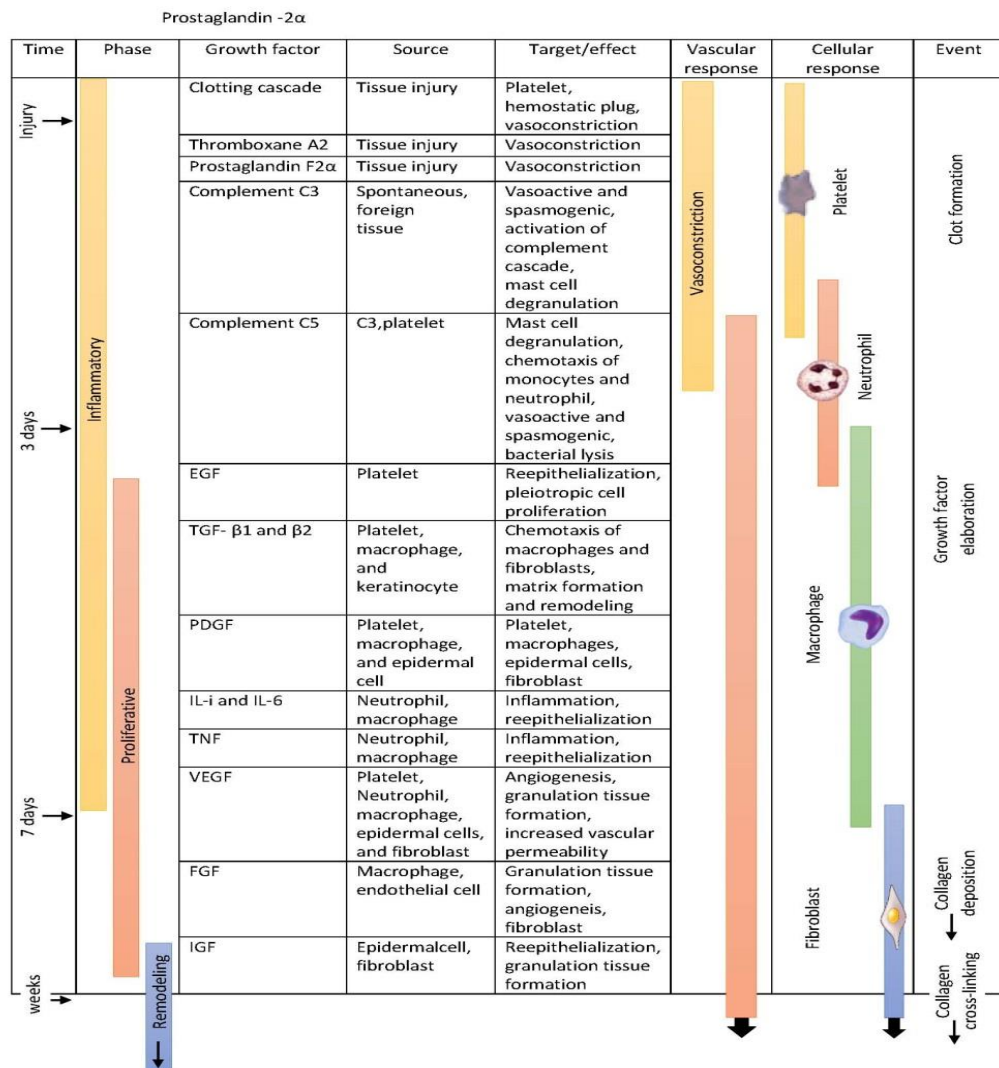 Prostaglandin -2α
Time
Phase
Growth factor
Source
Target/effect
Vascular
response
Cellular
response
Event
Injury
3 days
7 days
weeks
Inflammatory
Proliferative
Remodeling
Clotting cascade
Tissue injury
Platelet,
hemostatic plug,
vasoconstriction
Thromboxane A2
Tissue injury
Vasoconstriction
Prostaglandin F2α
Tissue injury
Vasoconstriction
Complement C3
Spontaneous,
foreign
tissue
Vasoactive and
spasmogenic,
activation of
complement
cascade,
mast cell
degranulation
Complement C5
C3,platelet
Mast cell
degranulation,
chemotaxis of
monocytes and
neutrophil,
vasoactive and
spasmogenic,
bacterial lysis
EGF
Platelet
Reepithelialization,
pleiotropic cell
proliferation
TGF- β1 and β2
Platelet,
macrophage,
and
keratinocyte
Chemotaxis of
macrophages and
fibroblasts,
matrix formation
and remodeling
PDGF
Platelet,
macrophage,
and epidermal
cell
Platelet,
macrophages,
epidermal cells,
fibroblast
IL-i and IL-6
Neutrophil,
macrophage
Inflammation,
reepithelialization
TNF
Neutrophil,
macrophage
Inflammation,
reepithelialization
VEGF
Platelet,
Neutrophil,
macrophage,
epidermal cells,
and fibroblast
Angiogenesis,
granulation tissue
formation,
increased vascular
permeability
FGF
Macrophage,
endothelial cell
Granulation tissue
formation,
angiogeneis,
fibroblast
IGF
Epidermalcell,
fibroblast
Reepithelialization,
granulation tissue
formation
Vasoconstriction
Platelet
Neutrophil
Macrophage
Fibroblast
Clot formation
Growth factor
elaboration
Collagen
deposition
Collagen
cross-linking